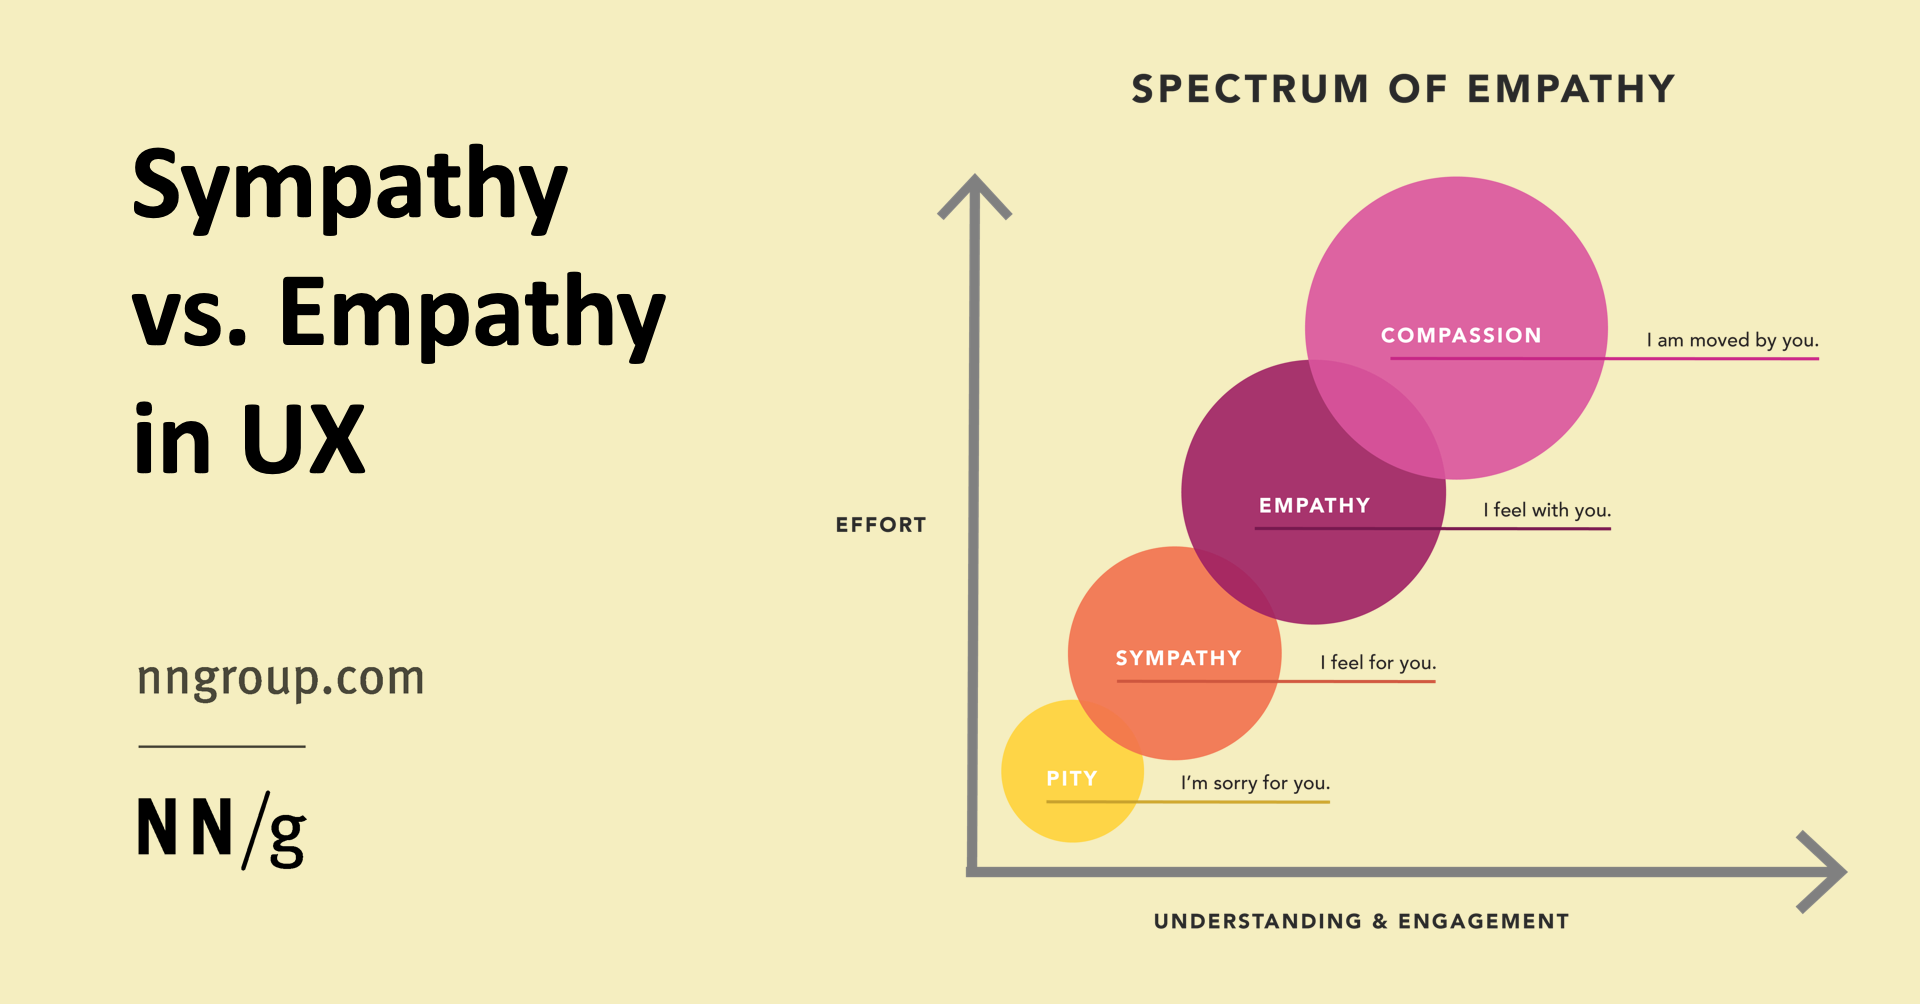 Sympathy
vs. Empathy
in UX
nngroup.com
NN/g
SPECTRUM OF EMPATHY
COMPASSION
I am moved by you.
EMPATHY
I feel with you.
EFFORT
SYMPATHY
I feel for you.
PITY
I'm sorry for you.
UNDERSTANDING & ENGAGEMENT